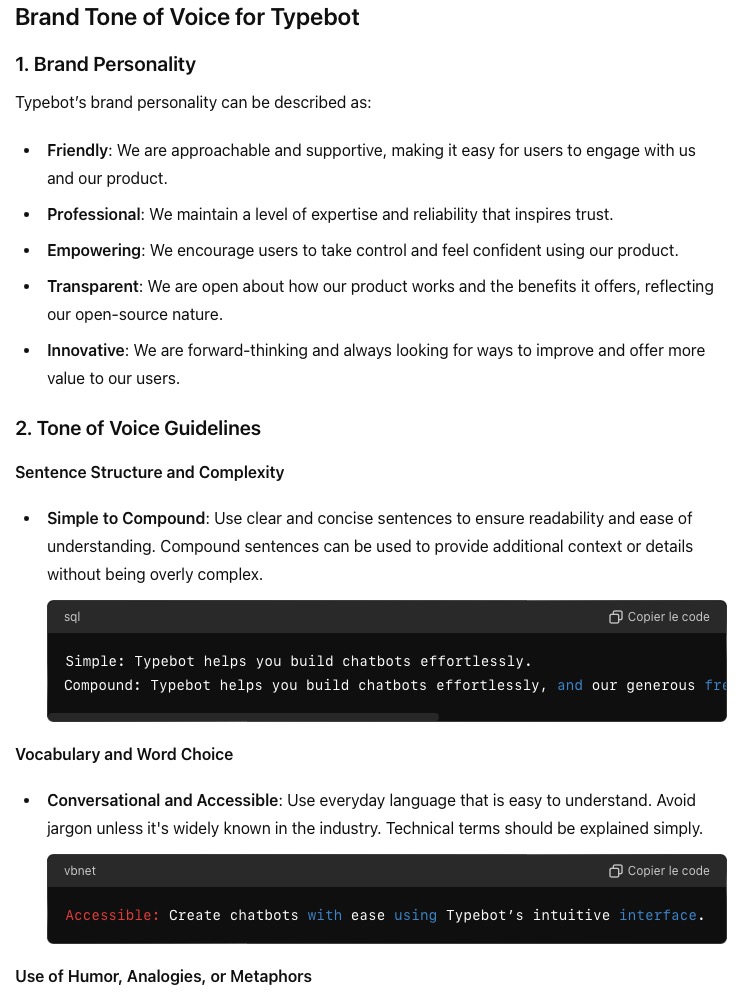 Brand Tone of Voice for Typebot
1. Brand Personality
Typebot’s brand personality can be described as:
• Friendly: We are approachable and supportive, making it easy for users to engage with us
and our product.
• Professional: We maintain a level of expertise and reliability that inspires trust.
• Empowering: We encourage users to take control and feel confident using our product.
• Transparent: We are open about how our product works and the benefits it offers, reflecting
our open-source nature.
• Innovative: We are forward-thinking and always looking for ways to improve and offer more
value to our users.
2. Tone of Voice Guidelines
Sentence Structure and Complexity
• Simple to Compound: Use clear and concise sentences to ensure readability and ease of
understanding. Compound sentences can be used to provide additional context or details
without being overly complex.
sql Copier le code
Simple: Typebot helps you build chatbots effortlessly.
Compound: Typebot helps you build chatbots effortlessly, and our generous
Vocabulary and Word Choice
• Conversational and Accessible: Use everyday language that is easy to understand. Avoid
jargon unless it's widely known in the industry. Technical terms should be explained simply.
vbnet Copier le code
Accessible: Create chatbots with ease using Typebot’s intuitive interface.
Use of Humor, Analogies, or Metaphors